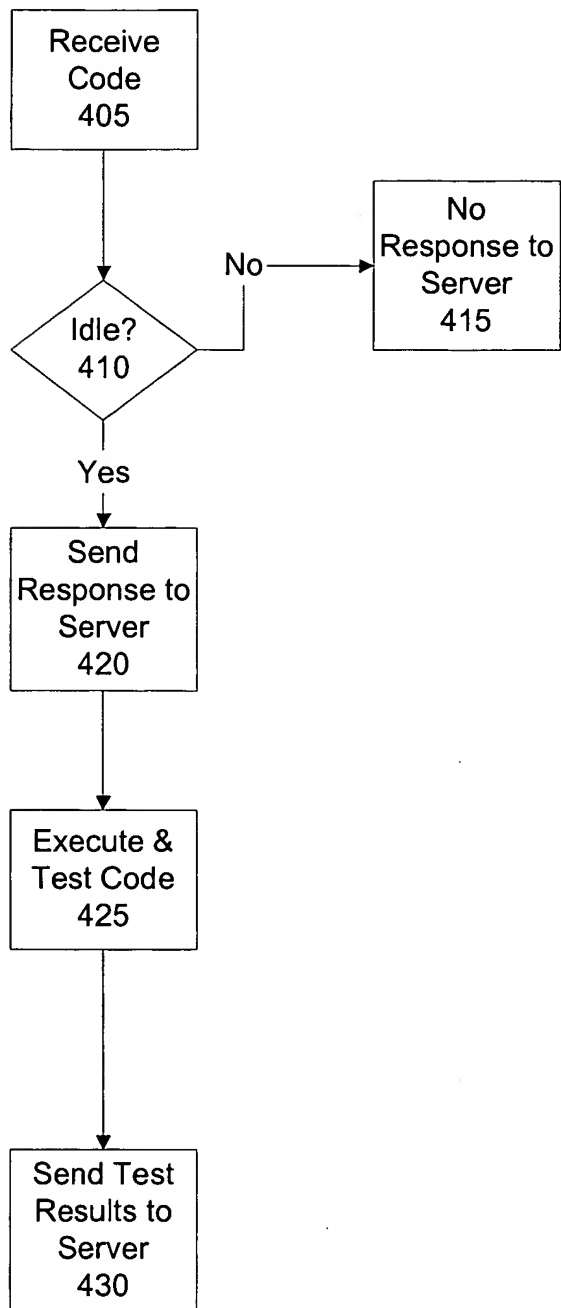 Receive
Code
405
No
Response to
Server
415
No
Idle?
410
Yes
Send
Response to
Server
420
Execute &
Test Code
425
Send Test
Results to
Server
430